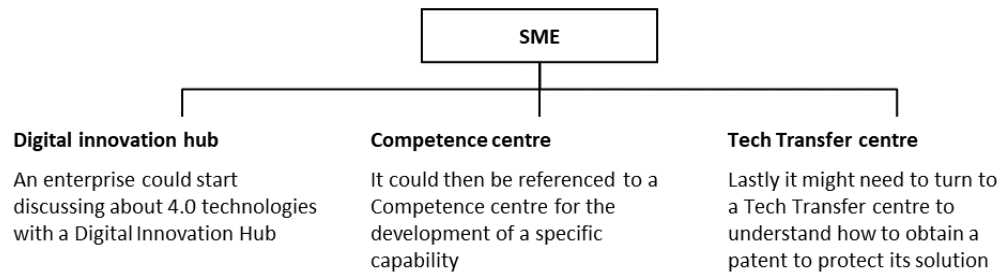 SME
Digital innovation hub
An enterprise could start
discussing about 4.0 technologies
with a Digital Innovation Hub
Competence centre
It could then be referenced to a
Competence centre for the
development of a specific
capability
Tech Transfer centre
Lastly it might need to turn to
a Tech Transfer centre to
understand how to obtain a
patent to protect its solution